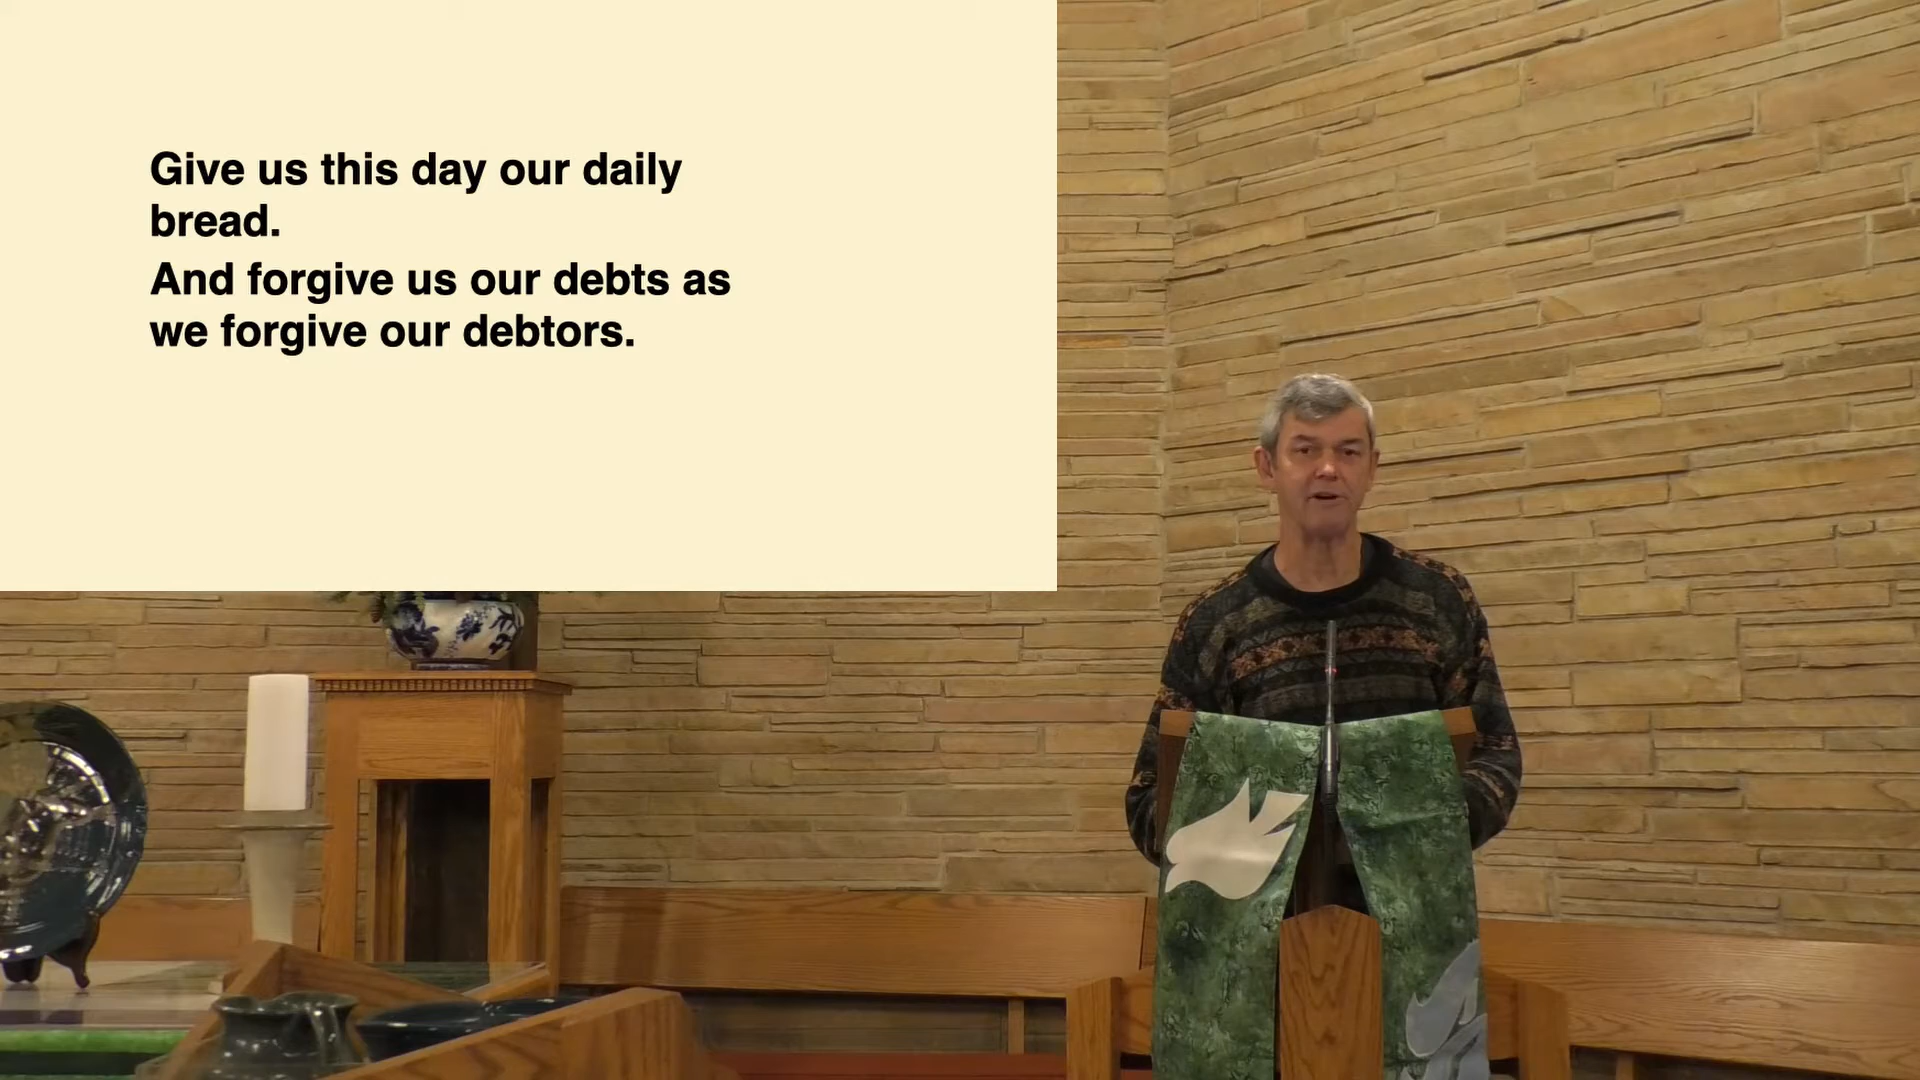 Give us this day our daily
bread.
And forgive us our debts as
we forgive our debtors.